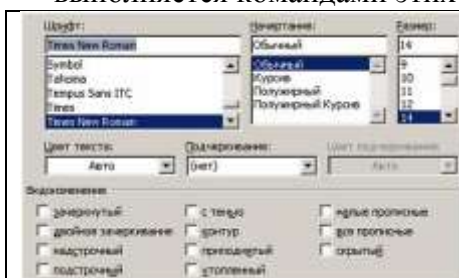 выполняется командами этих
Шрифт: Начертание: Размер:
Times New Roman Обычный 14
Symbol Обычный 9
Tahoma Курсив 10
Tempus Sans ITC Полужирный 11
Times Полужирный Курсив 12
Times New Roman 14
Цвет текста: Подчеркивание: Цвет подчеркивания:
Авто (нет) Авто
Видоизменение
зачеркнутый с тенью малые прописные
двойное зачеркивание контур все прописные
надстрочный приподнятый скрытый
подстрочный утопленный